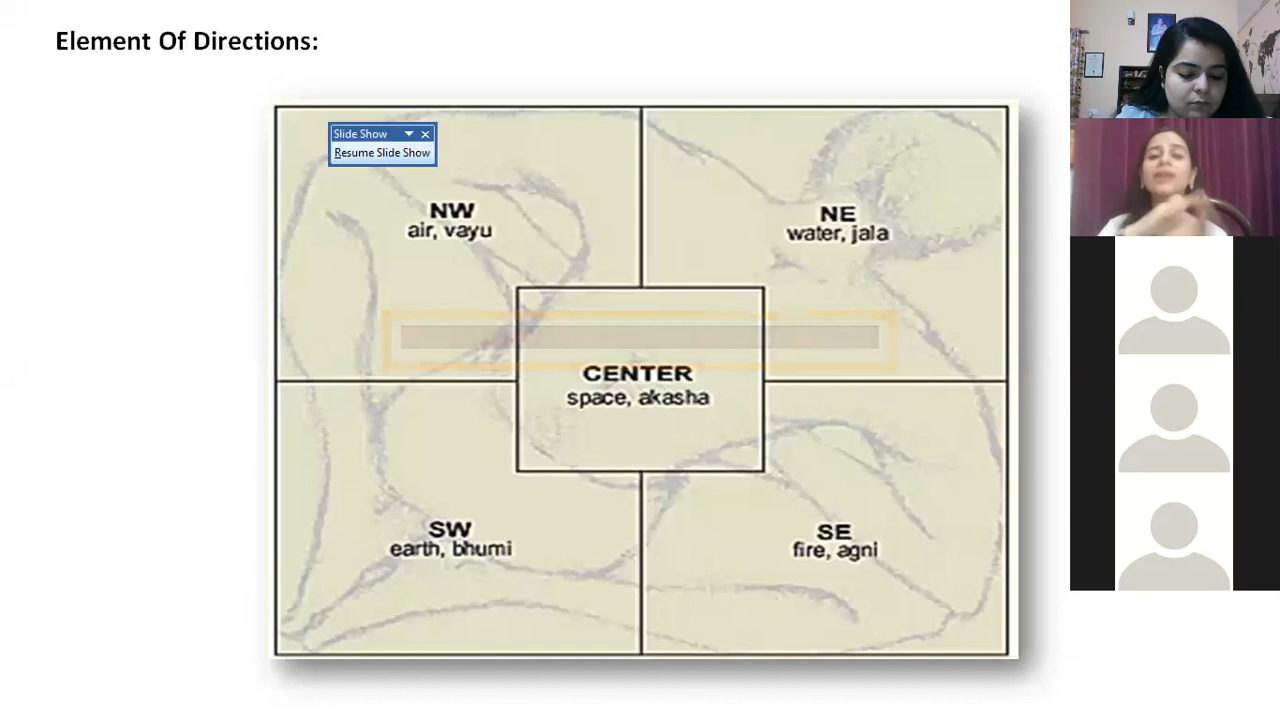 Element Of Directions:
Slide Show
Resume Slide Show
NW
air, vayu
NE
water, jala
CENTER
space, akasha
SW
earth, bhumi
SE
fire, agni